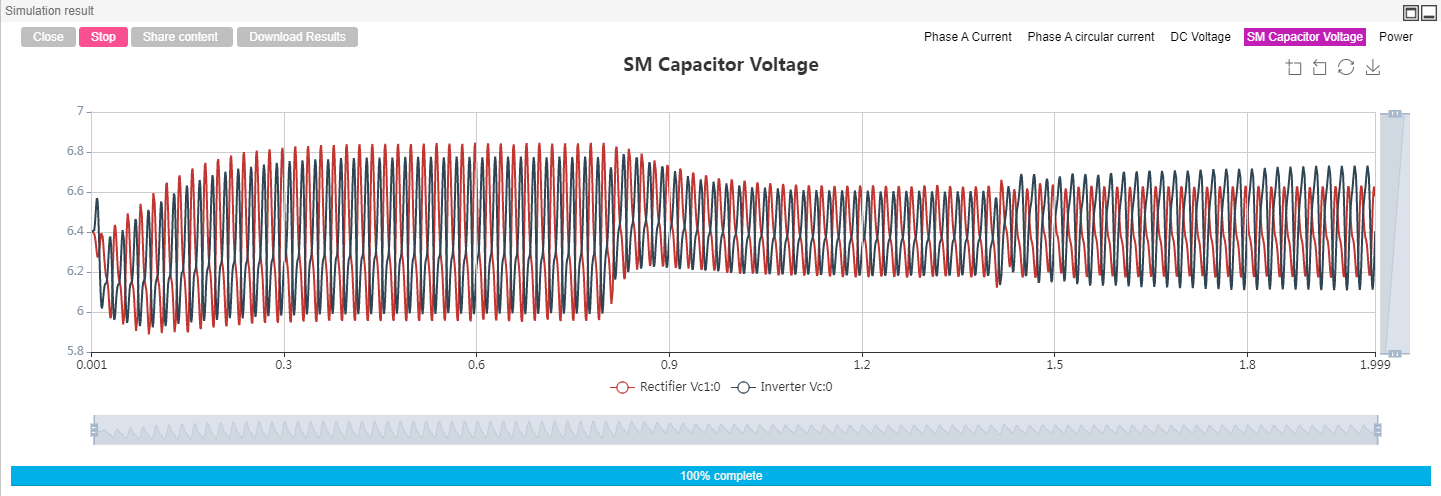 Simulation result
Close Stop Share content Download Results Phase A Current Phase A circular current DC Voltage SM Capacitor Voltage Power
SM Capacitor Voltage
7
6.8
6.6
6.4
6.2
6
5.8
0.001 0.3 0.6 0.9 1.2 1.5 1.8 1.999
Rectifier Vc1:0 Inverter Vc:0
100% complete